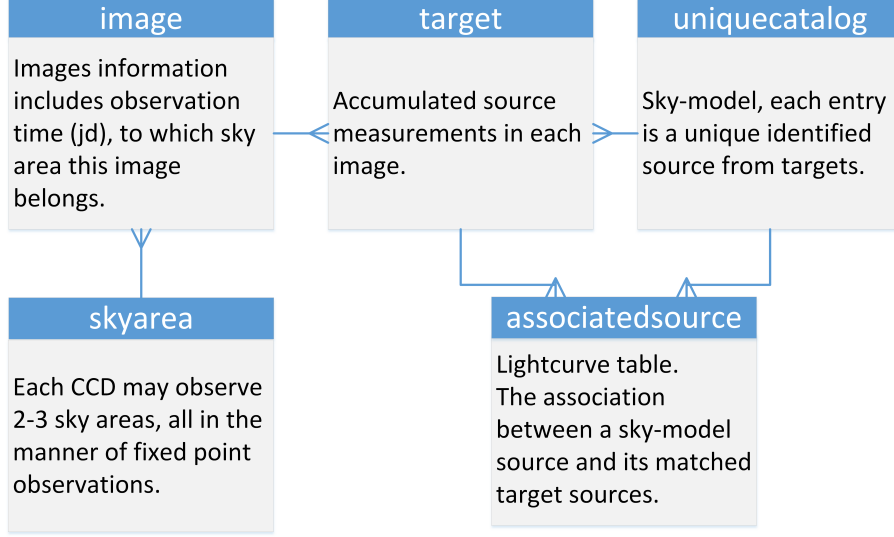 image
Images information
includes observation
time (jd), to which sky
area this image
belongs.
target
Accumulated source
measurements in each
image.
uniquecatalog
Sky-model, each entry
is a unique identified
source from targets.
skyarea
Each CCD may observe
2-3 sky areas, all in the
manner of fixed point
observations.
associatedsource
Lightcurve table.
The association
between a sky-model
source and its matched
target sources.